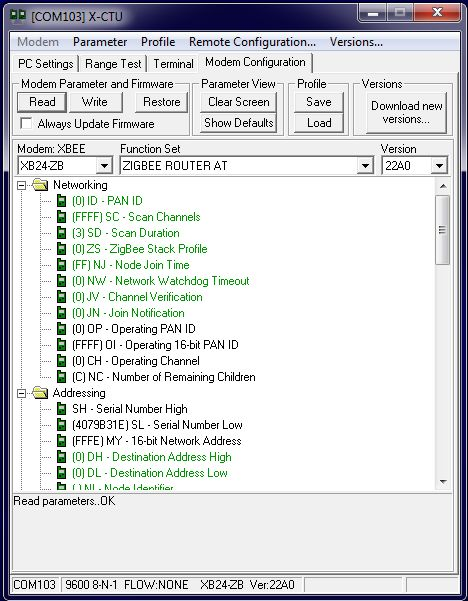 [COM103] X-CTU
Modem Parameter Profile Remote Configuration... Versions...
PC Settings Range Test Terminal Modem Configuration
Modem Parameter and Firmware Parameter View Profile Versions
Read Write Restore Clear Screen Save Download new
versions...
Always Update Firmware Show Defaults Load
Modem: XBEE Function Set Version
XB24-ZB ZIGBEE ROUTER AT 22A0
Networking
(0) ID - PAN ID
(FFFF) SC - Scan Channels
(3) SD - Scan Duration
(0) ZS - ZigBee Stack Profile
(FF) NJ - Node Join Time
(0) NW - Network Watchdog Timeout
(0) JV - Channel Verification
(0) JN - Join Notification
(0) OP - Operating PAN ID
(FFFF) OI - Operating 16-bit PAN ID
(0) CH - Operating Channel
(C) NC - Number of Remaining Children
Addressing
SH - Serial Number High
(4079B31E) SL - Serial Number Low
(FFFE) MY - 16-bit Network Address
(0) DH - Destination Address High
(0) DL - Destination Address Low
( ) NI - Node Identifier
Read parameters..OK
COM103 9600 8-N-1 FLOW:NONE XB24-ZB Ver:22A0